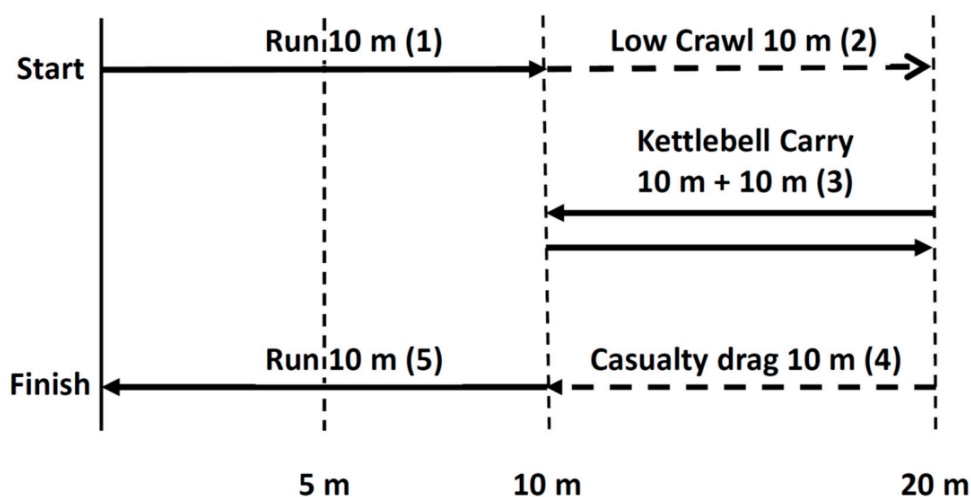 Run 10 m (1)
Low Crawl 10 m (2)
Start
Kettlebell Carry
10 m + 10 m (3)
Run 10 m (5)
Casualty drag 10 m (4)
Finish
5 m
10 m
20 m